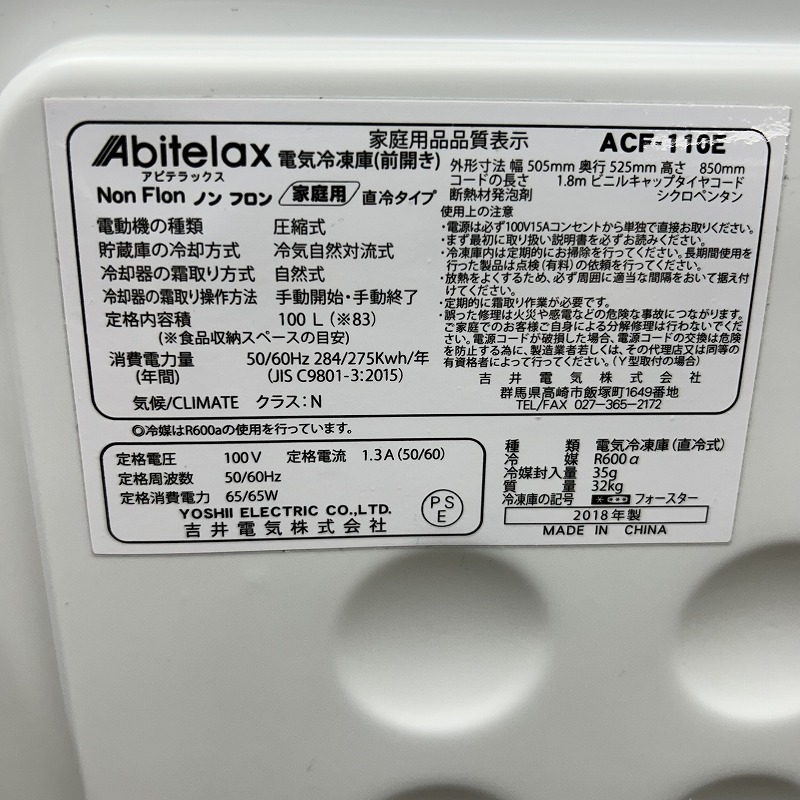 Abitelax
アビテラックス
家庭用品品質表示
電気冷凍庫(前開き)
Non Flon ノン フロン 家庭用 直冷タイプ
電動機の種類 圧縮式
貯蔵庫の冷却方式 冷気自然対流式
冷却器の霜取り方式 自然式
冷却器の霜取り操作方法 手動開始・手動終了
定格内容積 100 L (※83)
(※食品収納スペースの目安)
消費電力量 50/60Hz 284/275Kwh/年
(年間) (JIS C9801-3:2015)
気候/CLIMATE クラス:N
ACF-110E
外形寸法 幅 505mm 奥行 525mm 高さ 850mm
コードの長さ 1.8m ビニルキャップタイヤコード
断熱材発泡剤 シクロペンタン
使用上の注意
・電源は必ず100V15Aコンセントから単独で直接お取りください。
・まず最初に取り扱い説明書を必ずお読みください。
・冷凍庫内は定期的にお掃除を行ってください。長期間使用を
行った製品は点検(有料)の依頼を行ってください。
・放熱をよくするため、必ず周囲に適当な間隔をおいて据え付
けてください。
・定期的に霜取り作業が必要です。
・誤った修理は火災や感電などの危険な事故につながります。
ご家庭でのお客様ご自身による分解修理は行わないでくだ
さい。電源コードが破損した場合、電源コードの交換は危険
を防止する為に、製造業者若しくは、その代理店又は同等の
有資格者によって行ってください。(Y型取付の場合)
吉井電気株式会社
群馬県高崎市飯塚町1649番地
TEL/FAX 027-365-2172
◎冷媒はR600aの使用を行っています。
定格電圧 100V 定格電流 1.3A(50/60)
定格周波数 50/60Hz
定格消費電力 65/65W
YOSHII ELECTRIC CO.,LTD.
吉井電気株式会社
PS
E
種類 電気冷凍庫(直冷式)
冷媒 R600a
冷媒封入量 35g
質量 32kg
冷凍庫の記号 フォースター
2018年製
MADE IN CHINA